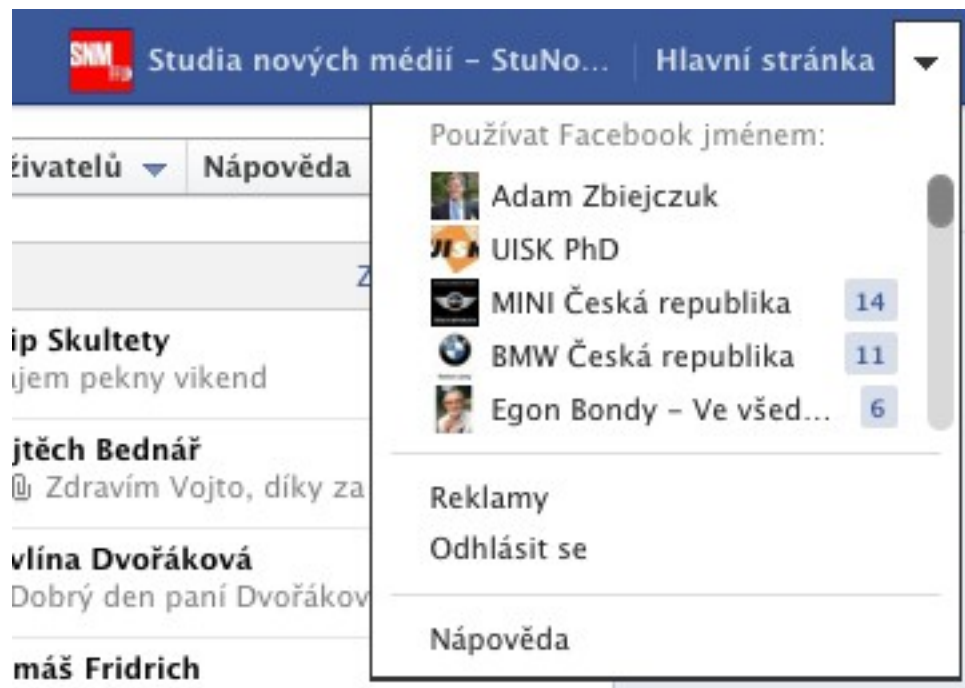 SNM
Studia nových médií – StuNo...
Hlavní stránka
živatelů
Nápověda
Používat Facebook jménem:
Adam Zbiejczuk
UISK PhD
MINI Česká republika 14
BMW Česká republika 11
Egon Bondy – Ve všed... 6
Reklamy
Odhlásit se
Nápověda
Z
ip Skultety
ajem pekny vikend
jtěch Bednář
Zdravím Vojto, díky za
vlína Dvořáková
Dobrý den paní Dvořákov
máš Fridrich